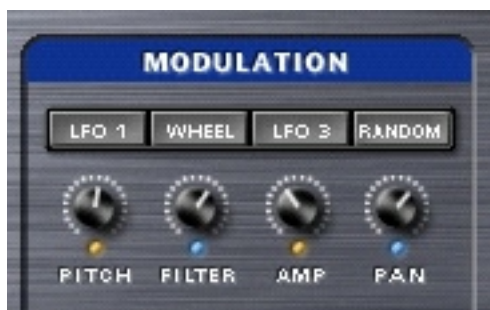 MODULATION
LFO 1 WHEEL LFO 3 RANDOM
PITCH FILTER AMP PAN